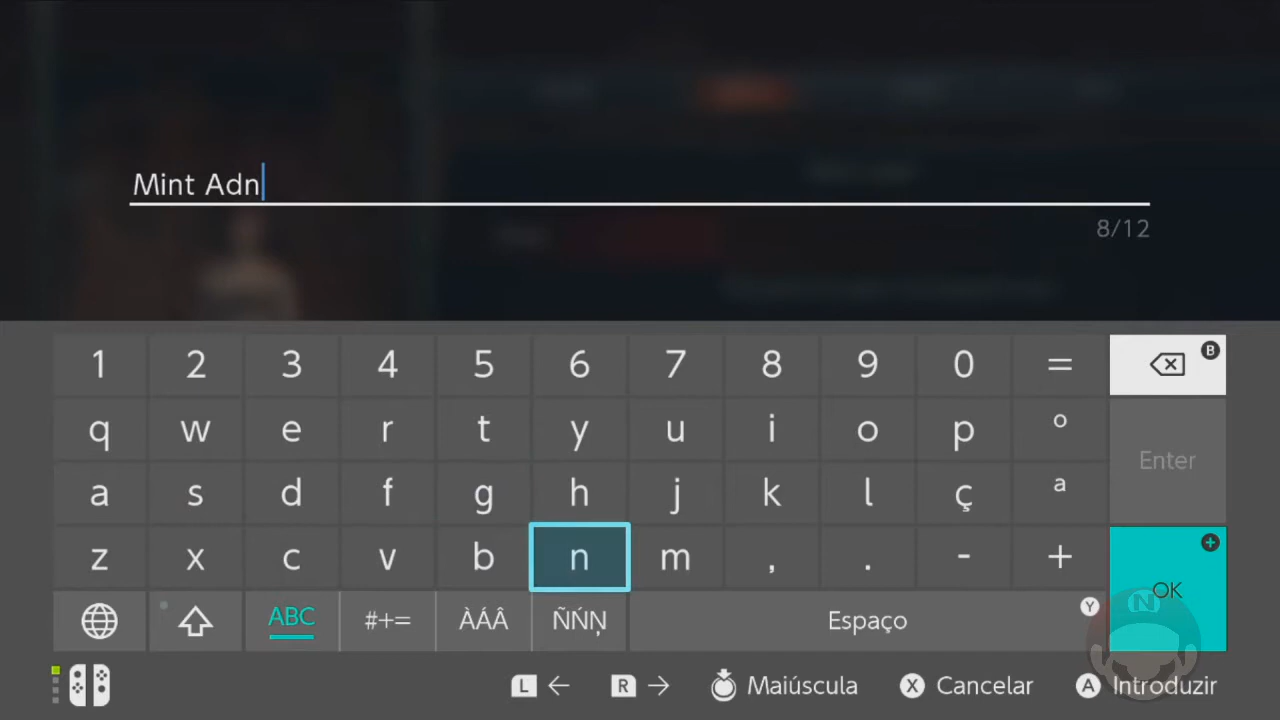 Mint Adn
8/12
1 2 3 4 5 6 7 8 9 0 = B
q w e r t y u i o p º
Enter
a s d f g h j k l ç ª
z x c v b n m , . - + OK
ABC #+= ÀÁÂ ÑŃŅ Espaço Y
L ← R → Maiúscula X Cancelar A Introduzir
N